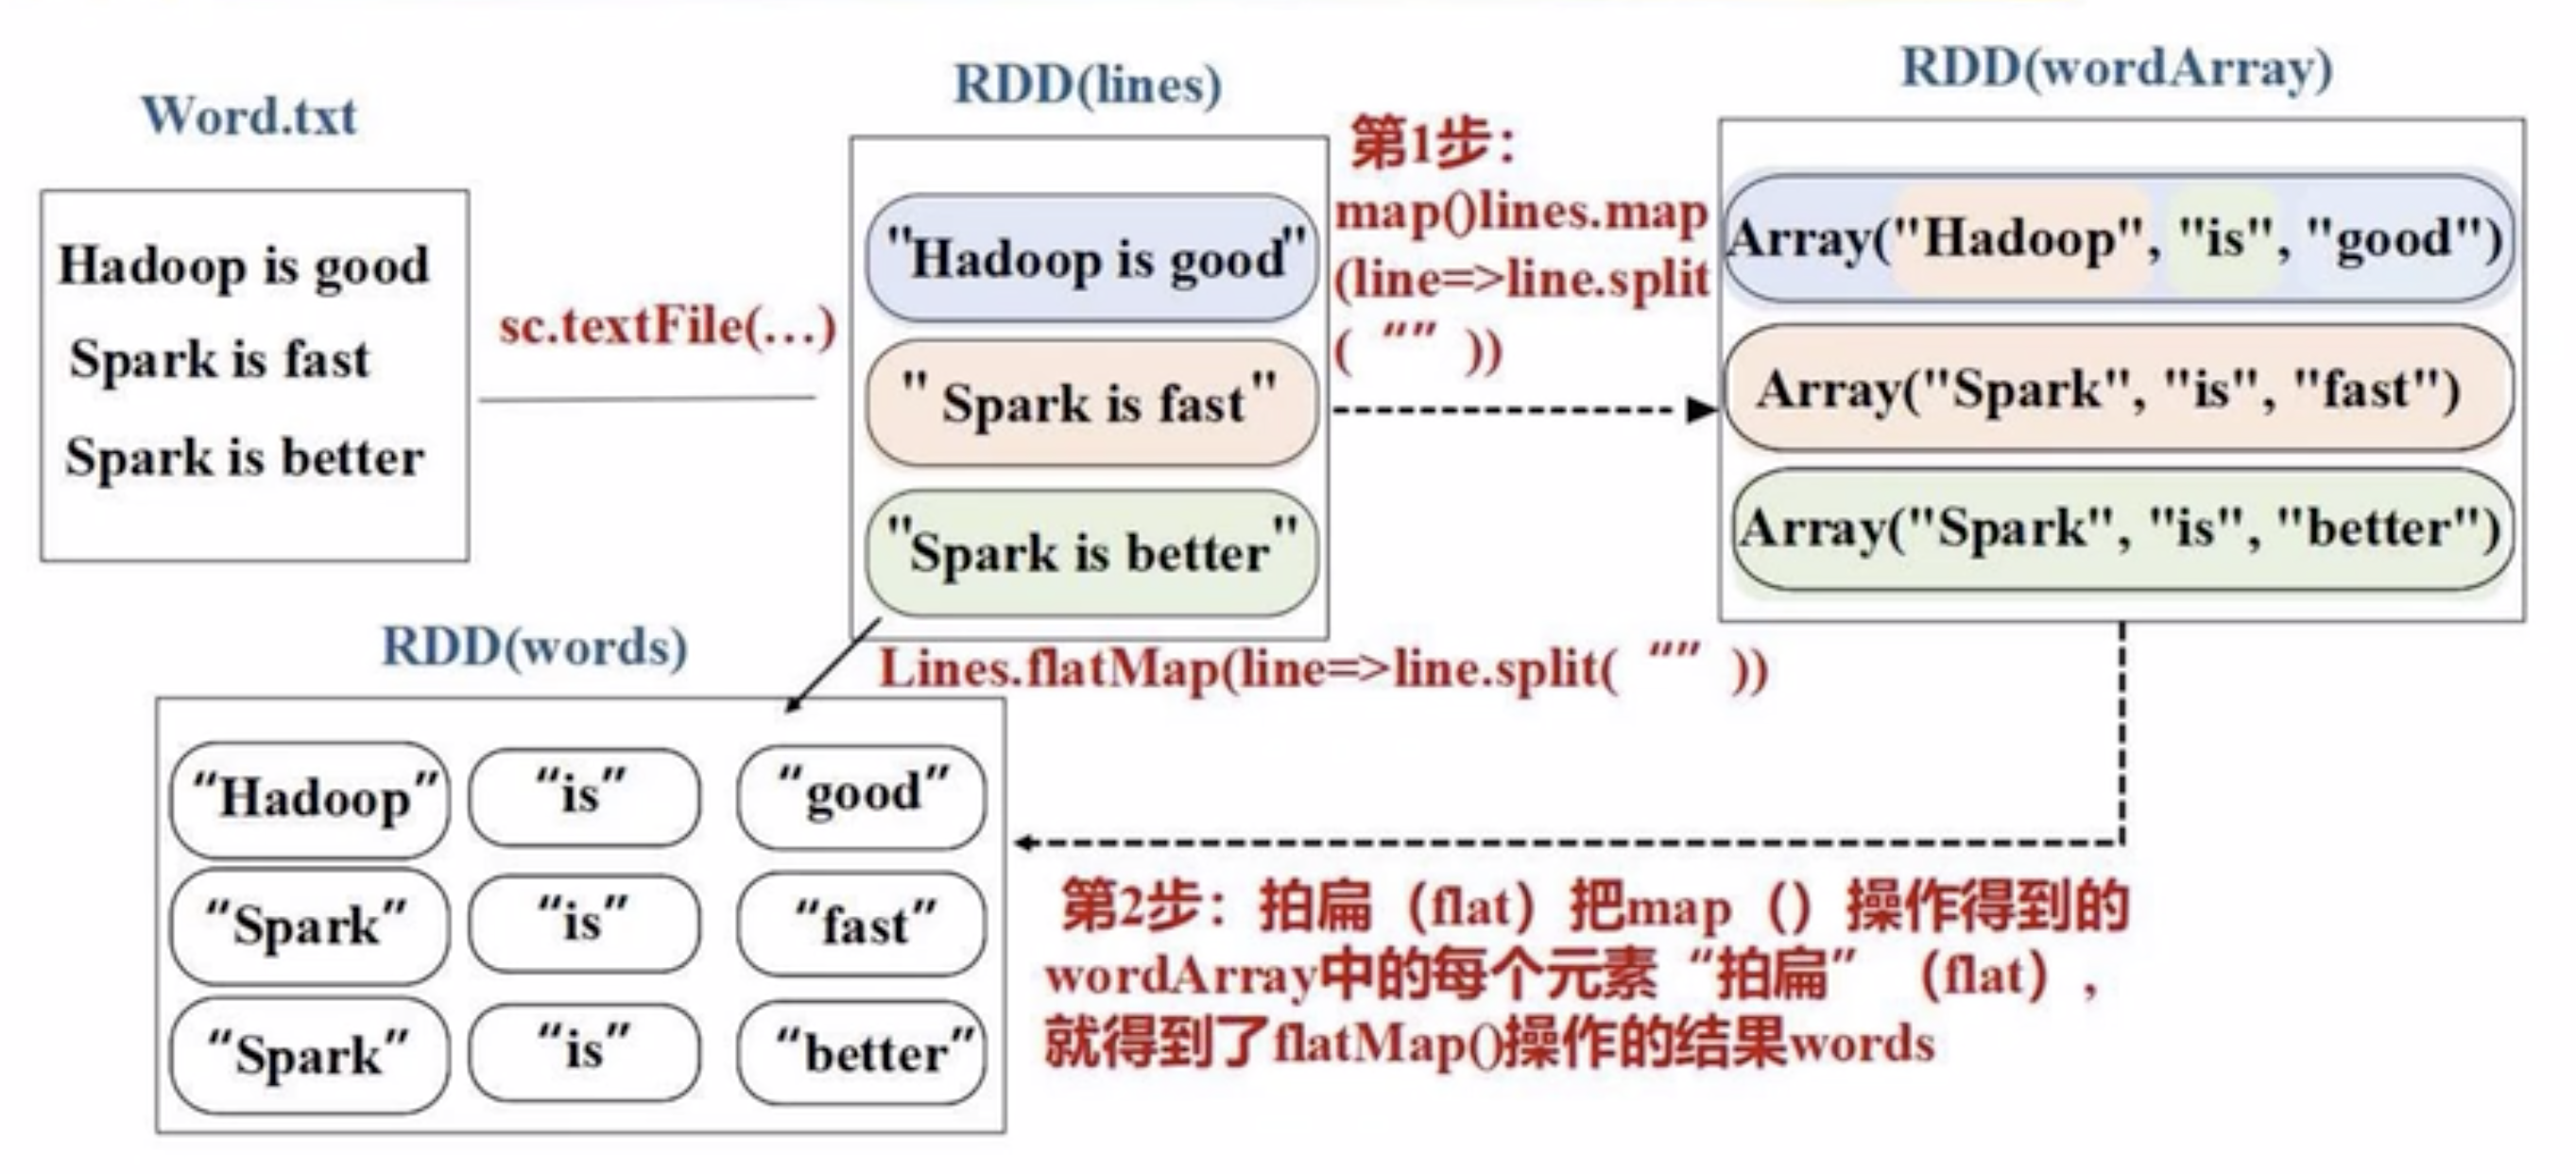 Word.txt
Hadoop is good
Spark is fast
Spark is better
sc.textFile(…)
RDD(lines)
"Hadoop is good"
" Spark is fast"
"Spark is better"
第1步：
map()lines.map
(line=>line.split
( “” ))
RDD(wordArray)
Array("Hadoop", "is", "good")
Array("Spark", "is", "fast")
Array("Spark", "is", "better")
Lines.flatMap(line=>line.split( “” ))
RDD(words)
“Hadoop” “is” “good”
“Spark” “is” “fast”
“Spark” “is” “better”
第2步：拍扁（flat）把map（）操作得到的
wordArray中的每个元素“拍扁”（flat），
就得到了flatMap()操作的结果words